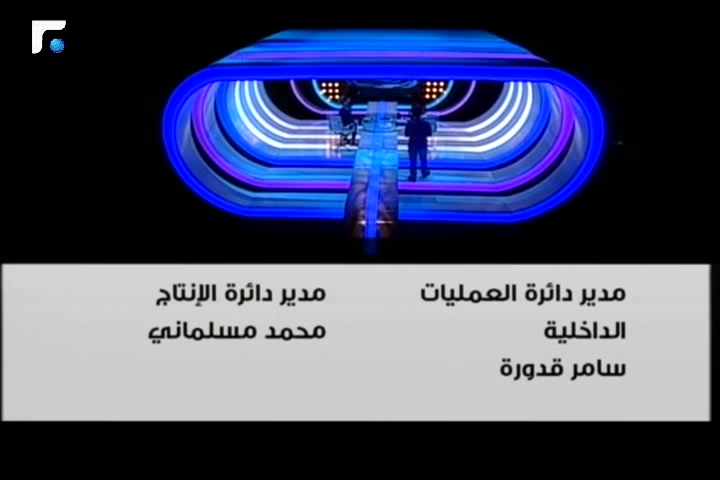 مدير دائرة العمليات
الداخلية
سامر قدورة
مدير دائرة الإنتاج
محمد مسلماني